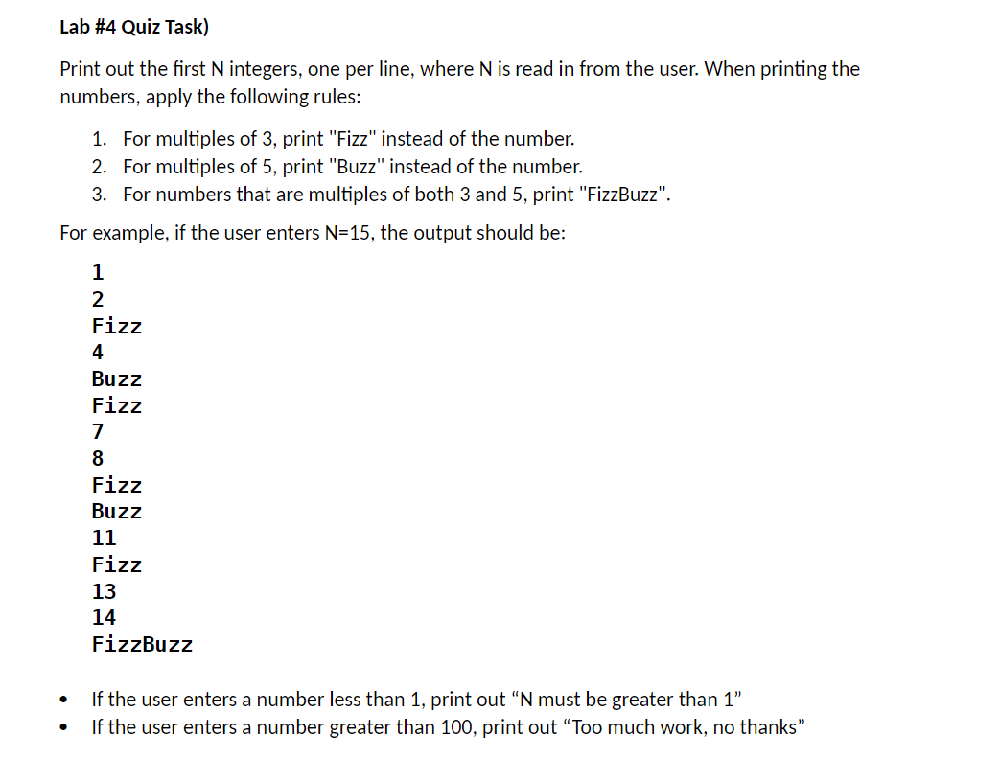 Lab #4 Quiz Task)
Print out the first N integers, one per line, where N is read in from the user. When printing the
numbers, apply the following rules:
1. For multiples of 3, print "Fizz" instead of the number.
2. For multiples of 5, print "Buzz" instead of the number.
3. For numbers that are multiples of both 3 and 5, print "FizzBuzz".
For example, if the user enters N=15, the output should be:
1
2
Fizz
4
Buzz
Fizz
7
8
Fizz
Buzz
11
Fizz
13
14
FizzBuzz
• If the user enters a number less than 1, print out “N must be greater than 1”
• If the user enters a number greater than 100, print out “Too much work, no thanks”